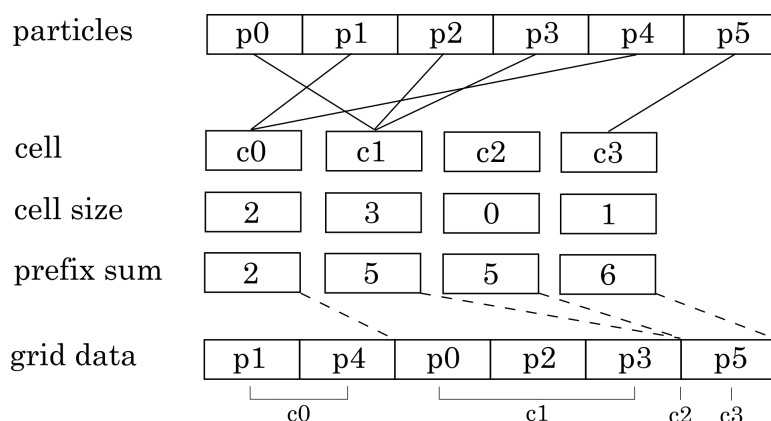 particles p0 p1 p2 p3 p4 p5
cell c0 c1 c2 c3
cell size 2 3 0 1
prefix sum 2 5 5 6
grid data p1 p4 p0 p2 p3 p5
c0 c1 c2 c3